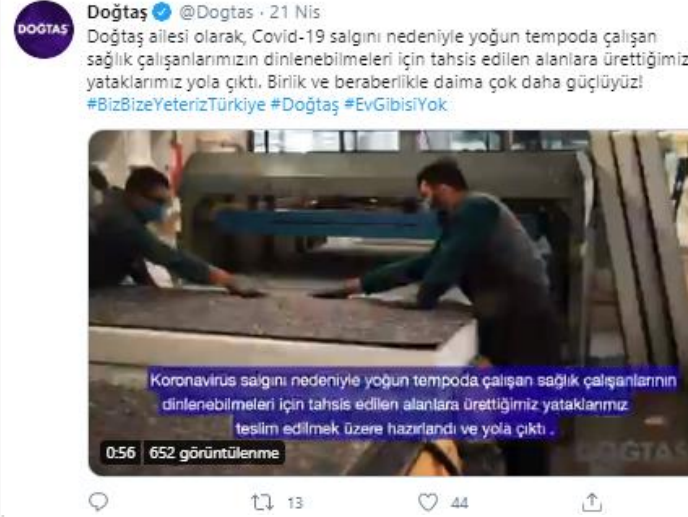 Doğtaş @Dogtas · 21 Nis
DOĞTAŞ
Doğtaş ailesi olarak, Covid-19 salgını nedeniyle yoğun tempoda çalışan
sağlık çalışanlarımızın dinlenebilmeleri için tahsis edilen alanlara ürettiğimiz
yataklarımız yola çıktı. Birlik ve beraberlikle daima çok daha güçlüyüz!
#BizBizeYeterizTürkiye #Doğtaş #EvGibisiYok
Koronavirüs salgını nedeniyle yoğun tempoda çalışan sağlık çalışanlarının
dinlenebilmeleri için tahsis edilen alanlara ürettiğimiz yataklarımız
teslim edilmek üzere hazırlandı ve yola çıktı .
DOĞTAŞ
0:56 652 görüntülenme
13 44